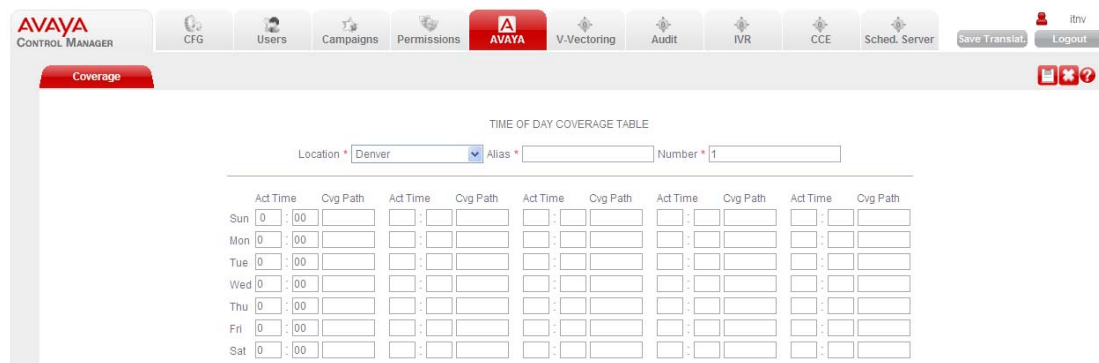 AVAYA
CONTROL MANAGER
CFG
Users
Campaigns
Permissions
AVAYA
V-Vectoring
Audit
IVR
CCE
Sched. Server
itnv
Save Translat.
Logout
Coverage
TIME OF DAY COVERAGE TABLE
Location * Denver Alias * Number * 1
Act Time Cvg Path Act Time Cvg Path Act Time Cvg Path Act Time Cvg Path Act Time Cvg Path
Sun 0 : 00 : : : :
Mon 0 : 00 : : : :
Tue 0 : 00 : : : :
Wed 0 : 00 : : : :
Thu 0 : 00 : : : :
Fri 0 : 00 : : : :
Sat 0 : 00 : : : :